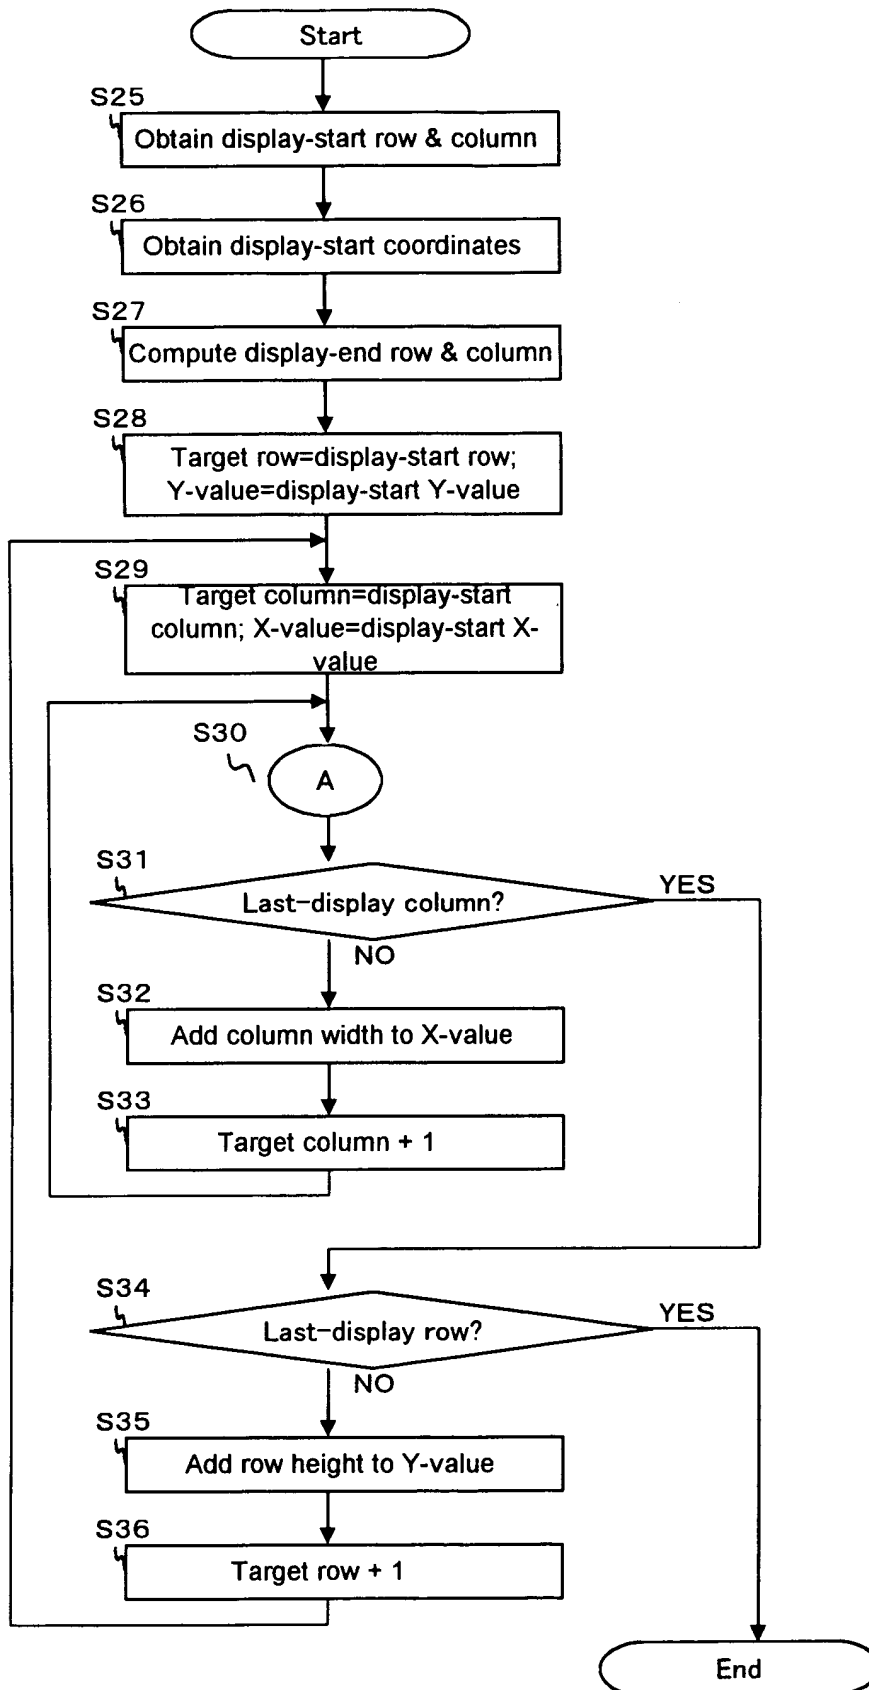 Start
S25
Obtain display-start row & column
S26
Obtain display-start coordinates
S27
Compute display-end row & column
S28
Target row=display-start row;
Y-value=display-start Y-value
S29
Target column=display-start
column; X-value=display-start X-
value
S30
A
S31
Last-display column?
YES
NO
S32
Add column width to X-value
S33
Target column + 1
S34
Last-display row?
YES
NO
S35
Add row height to Y-value
S36
Target row + 1
End